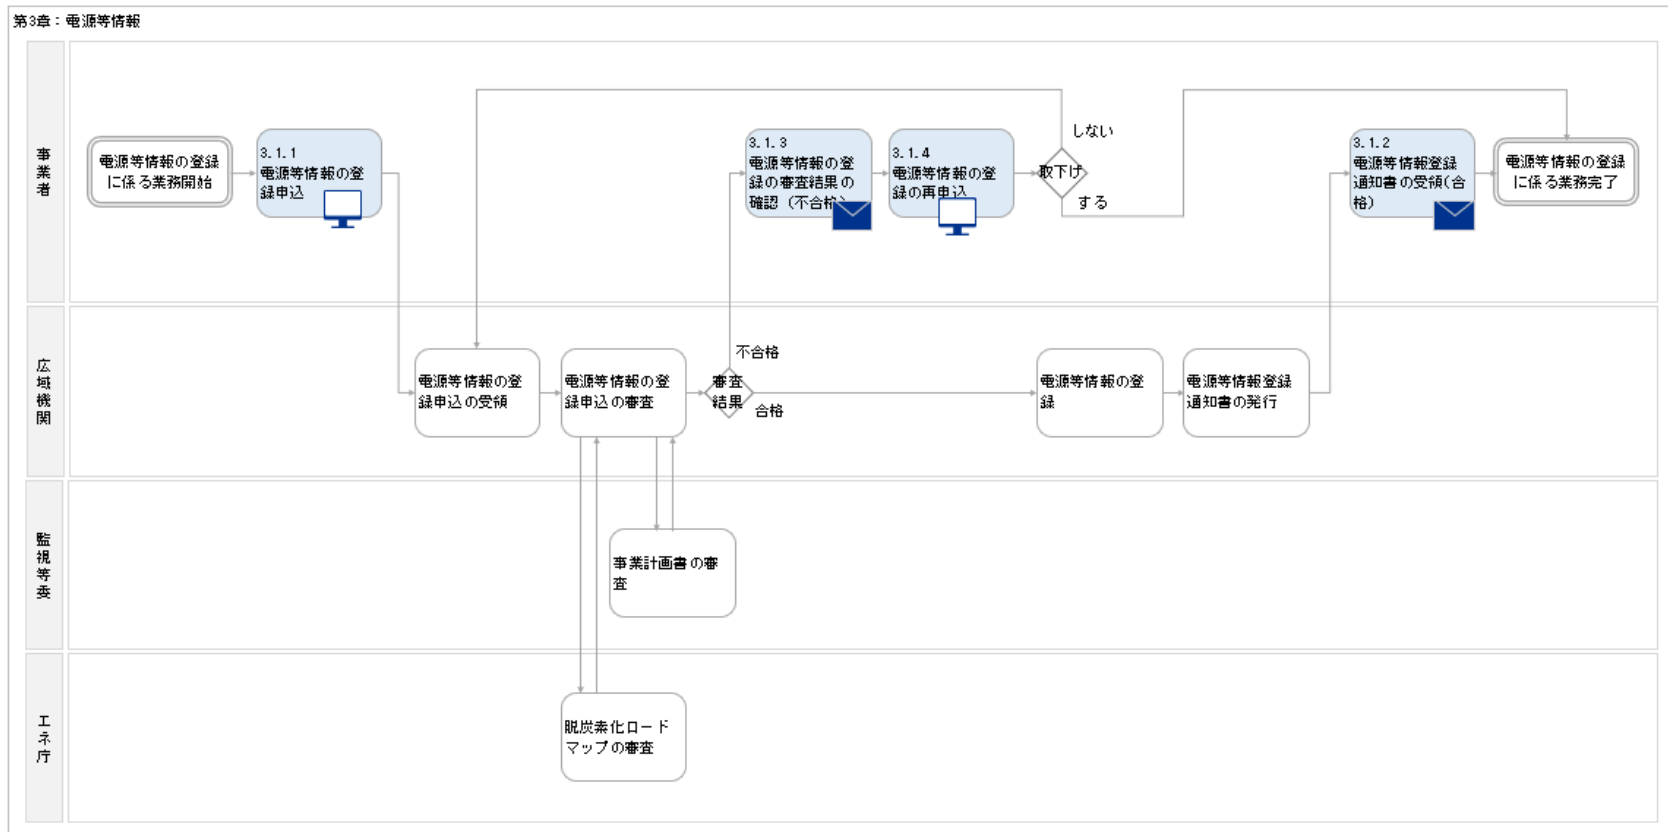 第3章：電源等情報
事業者
電源等情報の登録
に係る業務開始
3.1.1
電源等情報の登
録申込
3.1.3
電源等情報の登
録の審査結果の
確認（不合格）
3.1.4
電源等情報の登
録の再申込
取下げ
しない
する
3.1.2
電源等情報登録
通知書の受領(合
格)
電源等情報の登録
に係る業務完了
広域機関
電源等情報の登
録申込の受領
電源等情報の登
録申込の審査
審査
結果
不合格
合格
電源等情報の登
録
電源等情報登録
通知書の発行
監視等委
事業計画書の審
査
エネ庁
脱炭素化ロード
マップの審査